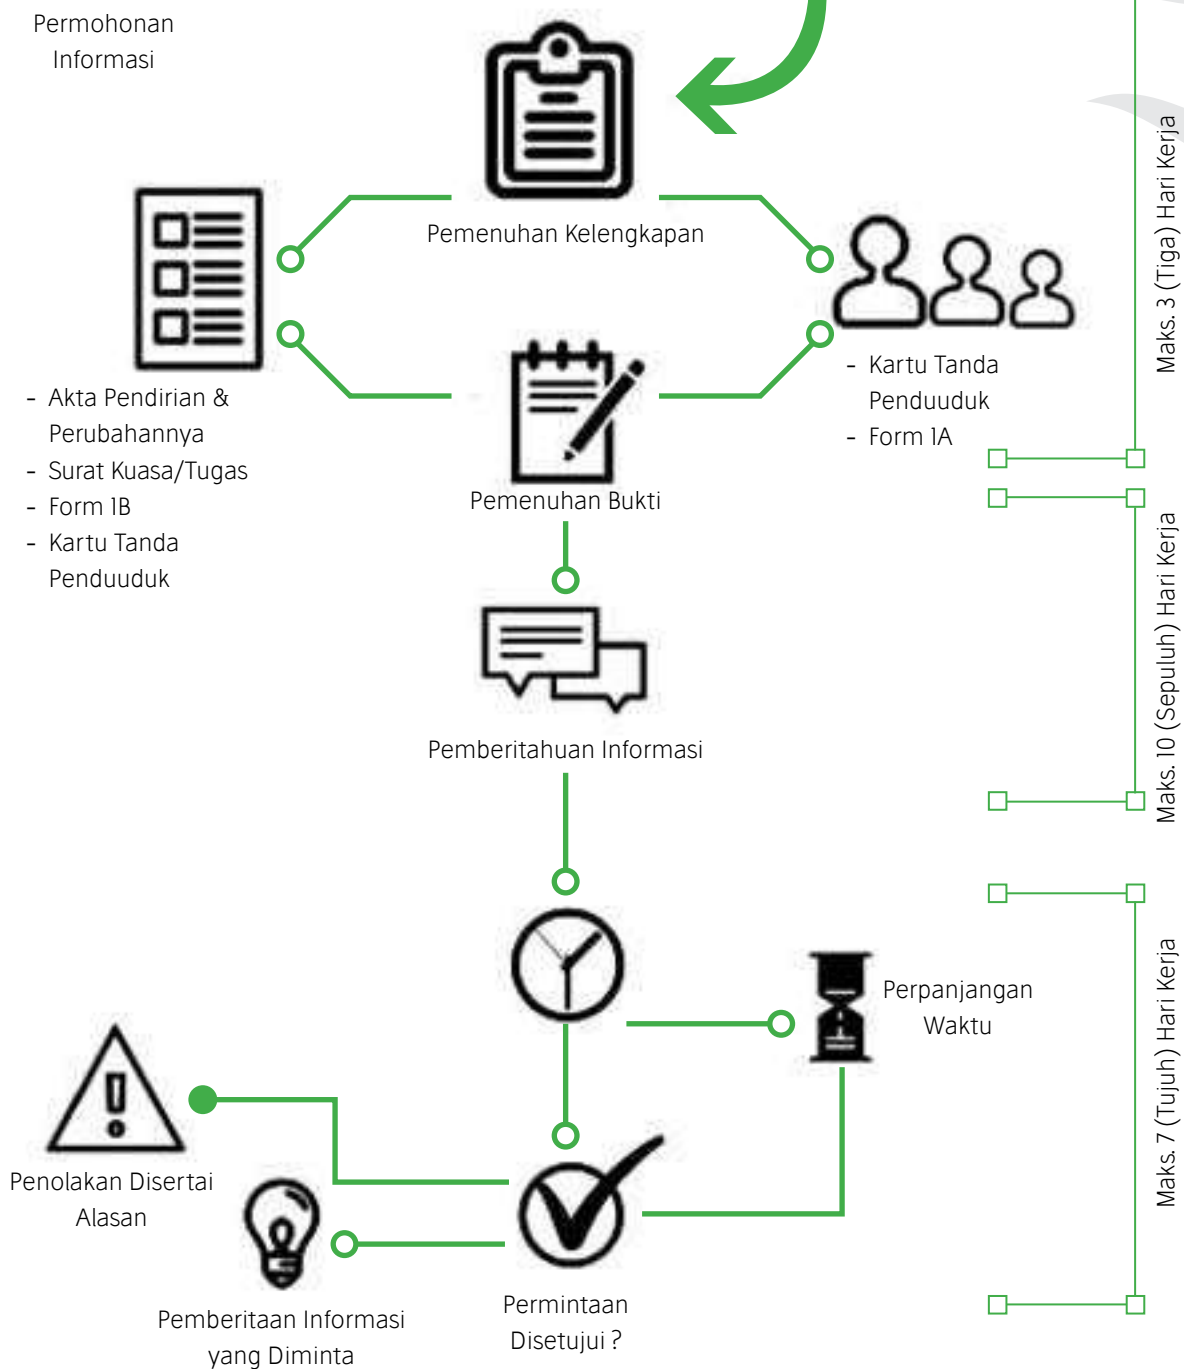 Permohonan
Informasi
Pemenuhan Kelengkapan
Maks. 3 (Tiga) Hari Kerja
- Akta Pendirian &
Perubahannya
- Surat Kuasa/Tugas
- Form 1B
- Kartu Tanda
Penduuduk
- Kartu Tanda
Penduuduk
- Form 1A
Pemenuhan Bukti
Maks. 10 (Sepuluh) Hari Kerja
Pemberitahuan Informasi
Perpanjangan
Waktu
Maks. 7 (Tujuh) Hari Kerja
Penolakan Disertai
Alasan
Pemberitaan Informasi
yang Diminta
Permintaan
Disetujui ?